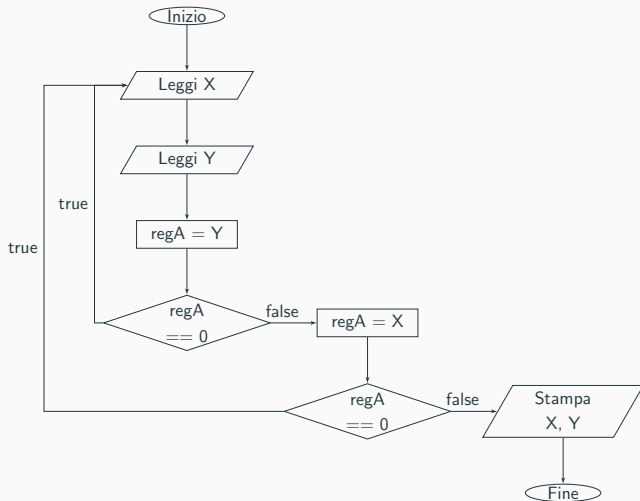 Inizio
Leggi X
Leggi Y
true
regA = Y
true
regA
== 0
false
regA = X
regA
== 0
false
Stampa
X, Y
Fine